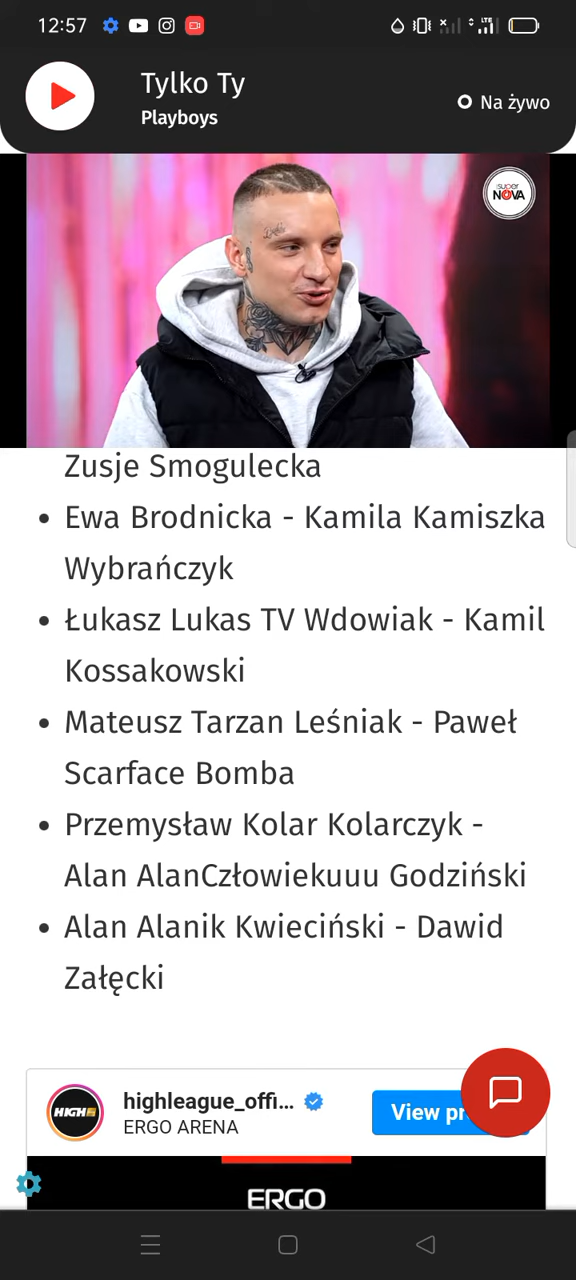 12:57
LTE
Tylko Ty
Playboys
Na żywo
super
NOVA
Zusje Smogulecka
• Ewa Brodnicka - Kamila Kamiszka
Wybrańczyk
• Łukasz Lukas TV Wdowiak - Kamil
Kossakowski
• Mateusz Tarzan Leśniak - Paweł
Scarface Bomba
• Przemysław Kolar Kolarczyk -
Alan AlanCzłowiekuuu Godziński
• Alan Alanik Kwieciński - Dawid
Załęcki
HIGH
highleague_offi...
ERGO ARENA
View pr
ERGO